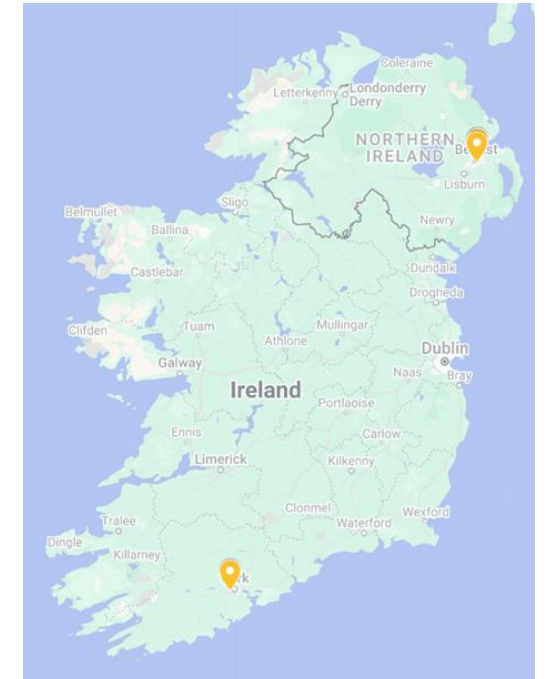 Coleraine
Letterkenny
Londonderry
Derry
NORTHERN
IRELAND
Lisburn
Sligo
Belmullet
Ballina
Newry
Castlebar
Dundalk
Drogheda
Clifden
Tuam
Mullingar
Athlone
Dublin
Galway
Naas
Bray
Ireland
Portlaoise
Ennis
Carlow
Limerick
Kilkenny
Clonmel
Wexford
Tralee
Waterford
Dingle
Killarney